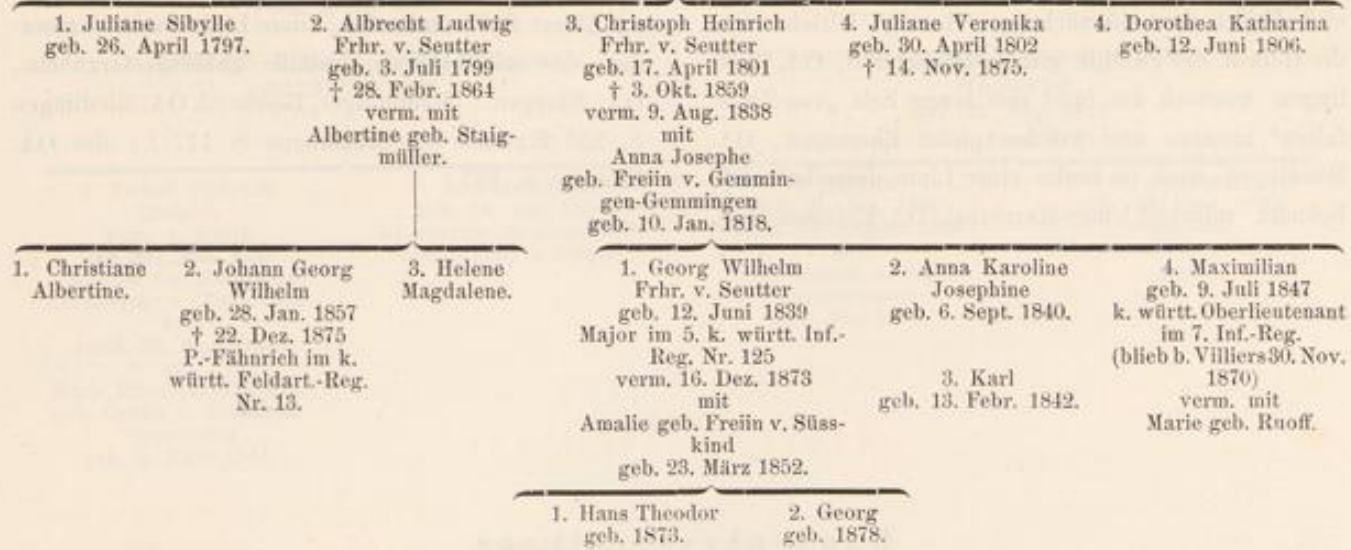 1. Juliane Sibylle
geb. 26. April 1797.
2. Albrecht Ludwig
Frhr. v. Seutter
geb. 3. Juli 1799
† 28. Febr. 1864
verm. mit
Albertine geb. Staig-
müller.
3. Christoph Heinrich
Frhr. v. Seutter
geb. 17. April 1801
† 3. Okt. 1859
verm. 9. Aug. 1838
mit
Anna Josephe
geb. Freiin v. Gemmin-
gen-Gemmingen
geb. 10. Jan. 1818.
4. Juliane Veronika
geb. 30. April 1802
† 14. Nov. 1875.
4. Dorothea Katharina
geb. 12. Juni 1806.
1. Christiane
Albertine.
2. Johann Georg
Wilhelm
geb. 28. Jan. 1857
† 22. Dez. 1875
P.-Fähnrich im k.
württ. Feldart.-Reg.
Nr. 13.
3. Helene
Magdalene.
1. Georg Wilhelm
Frhr. v. Seutter
geb. 12. Juni 1839
Major im 5. k. württ. Inf.-
Reg. Nr. 125
verm. 16. Dez. 1873
mit
Amalie geb. Freiin v. Süss-
kind
geb. 23. März 1852.
2. Anna Karoline
Josephine
geb. 6. Sept. 1840.
3. Karl
geb. 13. Febr. 1842.
4. Maximilian
geb. 9. Juli 1847
k. württ. Oberlieutenant
im 7. Inf.-Reg.
(blieb b. Villiers 30. Nov.
1870)
verm. mit
Marie geb. Ruoff.
1. Hans Theodor
geb. 1873.
2. Georg
geb. 1878.